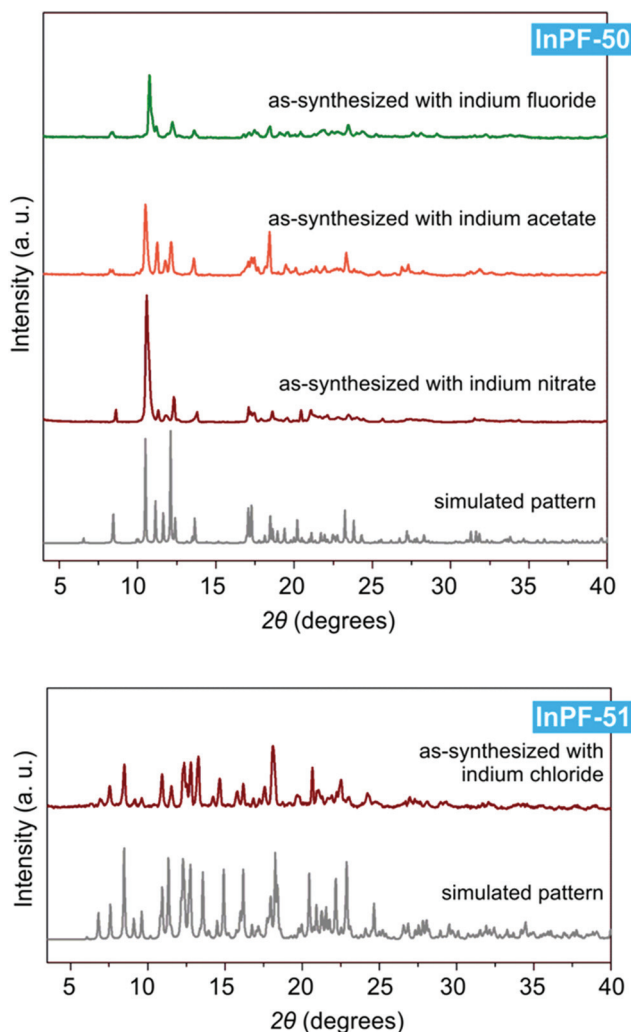 InPF-50
as-synthesized with indium fluoride
as-synthesized with indium acetate
as-synthesized with indium nitrate
simulated pattern
Intensity (a. u.)
5 10 15 20 25 30 35 40
2θ (degrees)
InPF-51
as-synthesized with
indium chloride
simulated pattern
Intensity (a. u.)
5 10 15 20 25 30 35 40
2θ (degrees)